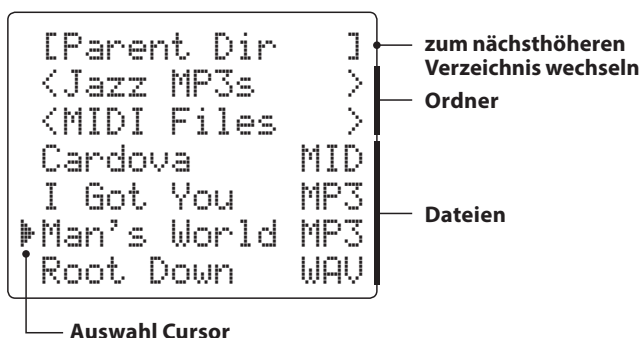 [Parent Dir ]
<Jazz MP3s >
<MIDI Files >
Cardova MID
I Got You MP3
Man's World MP3
Root Down WAV
zum nächsthöheren
Verzeichnis wechseln
Ordner
Dateien
Auswahl Cursor